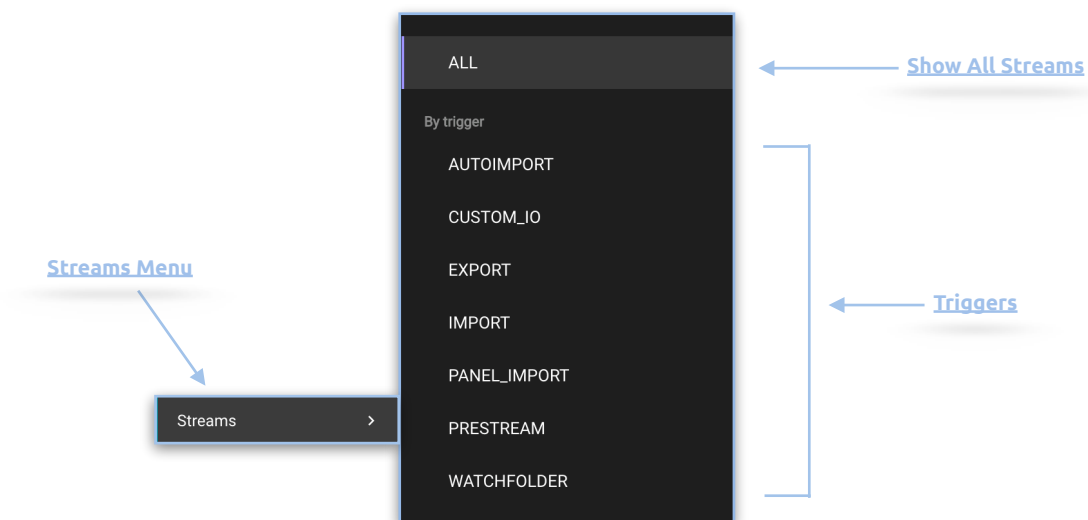 ALL
Show All Streams
By trigger
AUTOIMPORT
CUSTOM_IO
Streams Menu
EXPORT
Triggers
IMPORT
PANEL_IMPORT
Streams
PRESTREAM
WATCHFOLDER